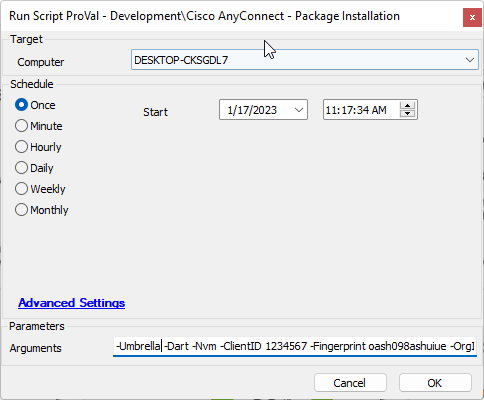 Run Script ProVal - Development\Cisco AnyConnect - Package Installation
Target
Computer DESKTOP-CKSGDL7
Schedule
Once Start 1/17/2023 11:17:34 AM
Minute
Hourly
Daily
Weekly
Monthly
Advanced Settings
Parameters
Arguments -Umbrella -Dart -Nvm -ClientID 1234567 -Fingerprint oash098ashuiue
Cancel OK